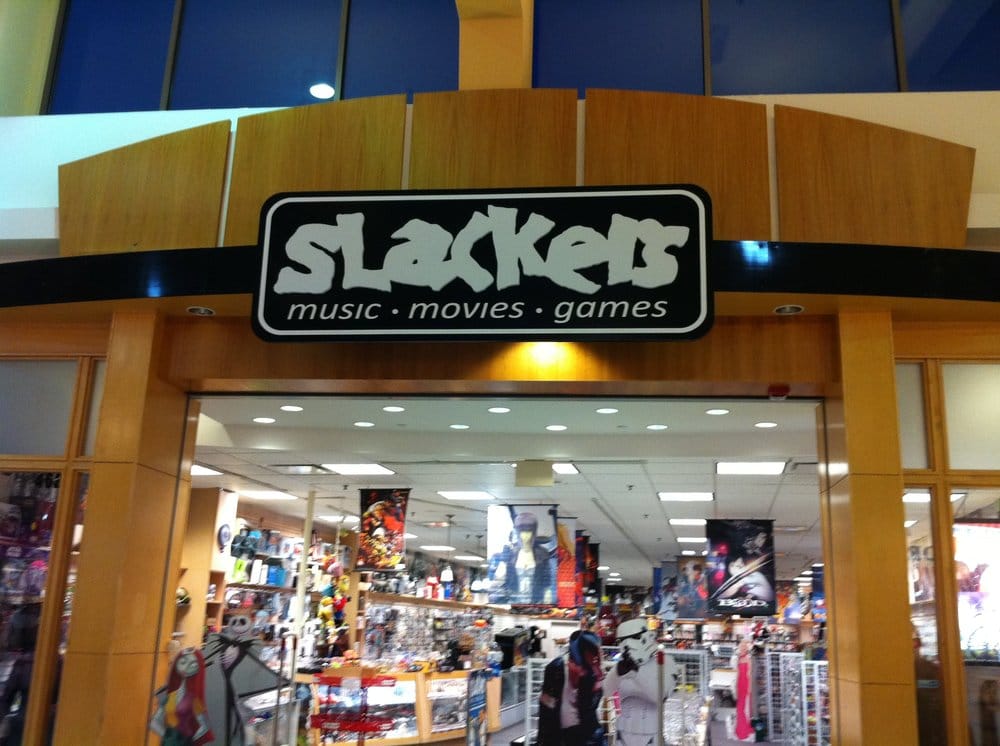 Slackers
music • movies • games